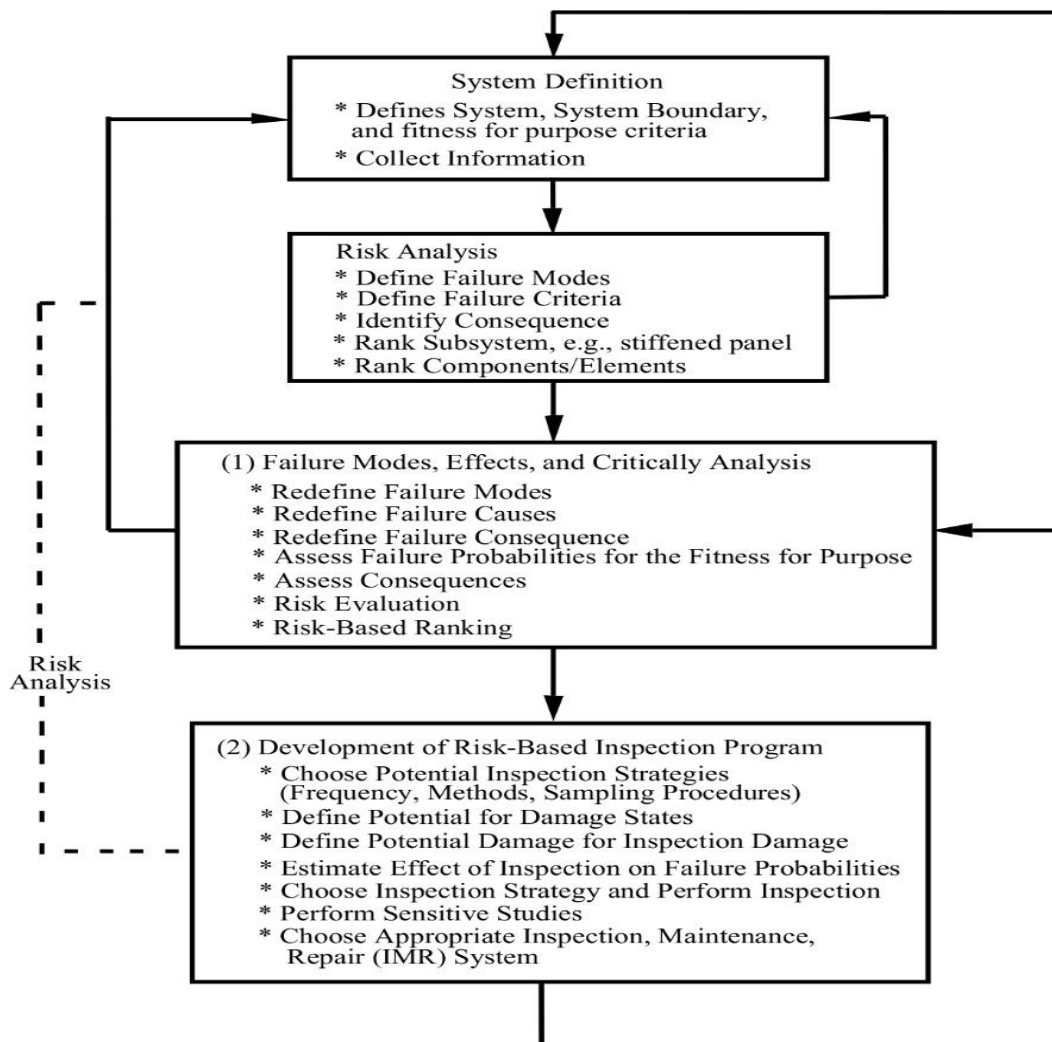 System Definition
* Defines System, System Boundary,
and fitness for purpose criteria
* Collect Information
Risk Analysis
* Define Failure Modes
* Define Failure Criteria
* Identify Consequence
* Rank Subsystem, e.g., stiffened panel
* Rank Components/Elements
(1) Failure Modes, Effects, and Critically Analysis
* Redefine Failure Modes
* Redefine Failure Causes
* Redefine Failure Consequence
* Assess Failure Probabilities for the Fitness for Purpose
* Assess Consequences
* Risk Evaluation
* Risk-Based Ranking
Risk
Analysis
(2) Development of Risk-Based Inspection Program
* Choose Potential Inspection Strategies
(Frequency, Methods, Sampling Procedures)
* Define Potential for Damage States
* Define Potential Damage for Inspection Damage
* Estimate Effect of Inspection on Failure Probabilities
* Choose Inspection Strategy and Perform Inspection
* Perform Sensitive Studies
* Choose Appropriate Inspection, Maintenance,
Repair (IMR) System